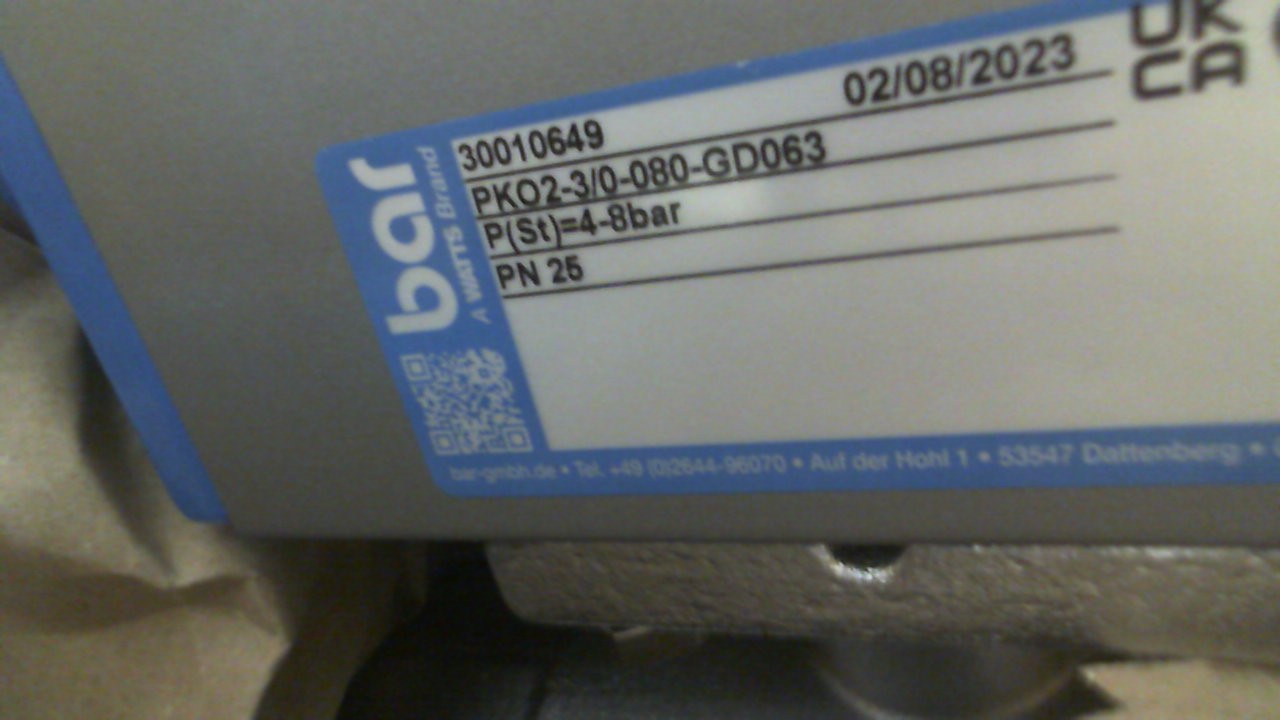 02/08/2023
UK
CA
30010649
PKO2-3/0-080-GD063
P(St)=4-8bar
PN 25
bar
A WATTS Brand
bar-gmbh.de • Tel. +49 (0)2644-96070 • Auf der Hohl 1 • 53547 Dattenberg •